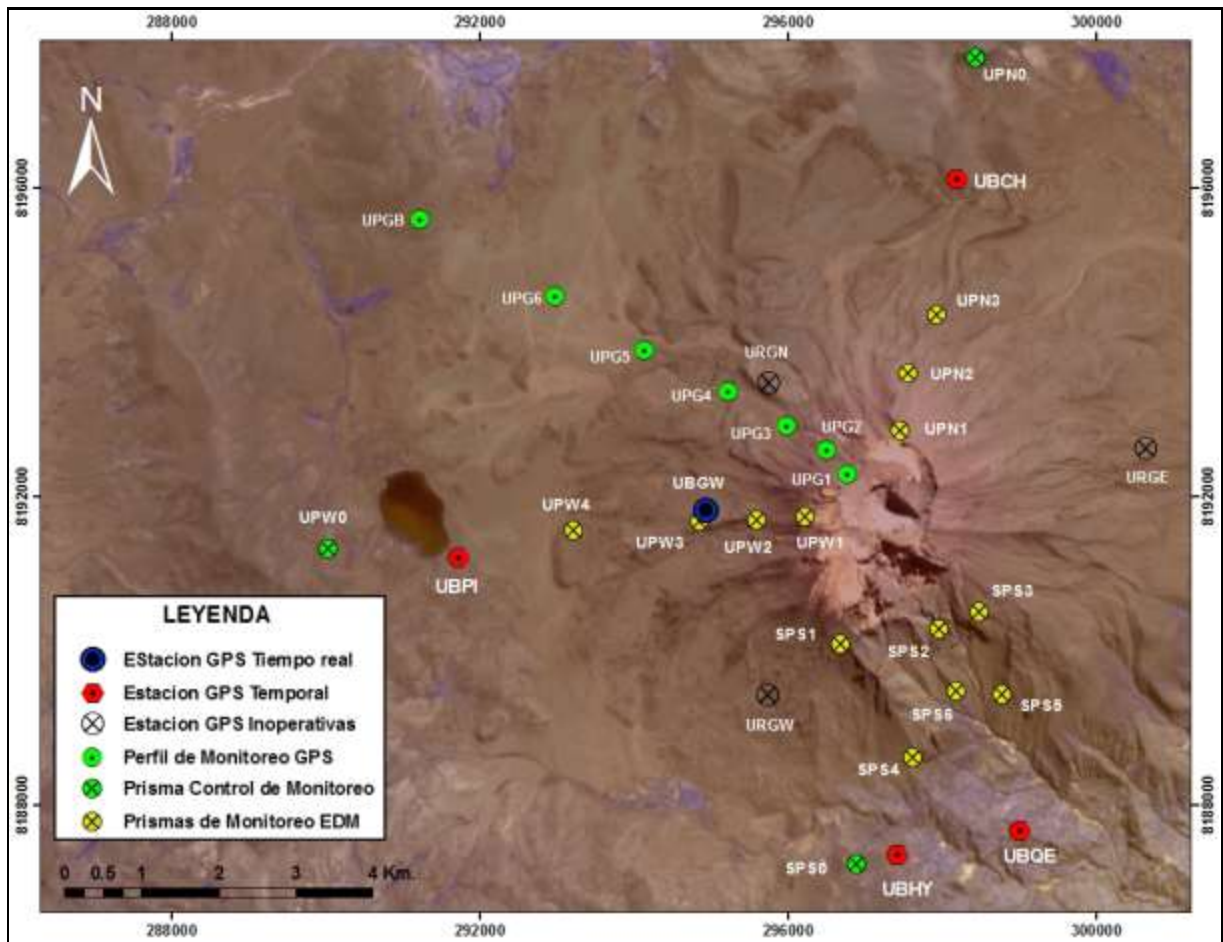 288000
292000
296000
300000
N
UPN0
8196000
8196000
UBCH
UPGB
UPG6
UPN3
UPG5
URGN
UPN2
UPG4
UPG3
UPG2
UPN1
UPG1
URGE
UBGW
8192000
8192000
UPW0
UPW4
UPW3
UPW2
UPW1
UBPI
SPS3
SPS1
SPS2
SPS6
SPS5
URGW
SPS4
8188000
8188000
SPS0
UBHY
UBQE
LEYENDA
EStacion GPS Tiempo real
Estacion GPS Temporal
Estacion GPS Inoperativas
Perfil de Monitoreo GPS
Prisma Control de Monitoreo
Prismas de Monitoreo EDM
0 0.5 1 2 3 4 Km.
288000
292000
296000
300000